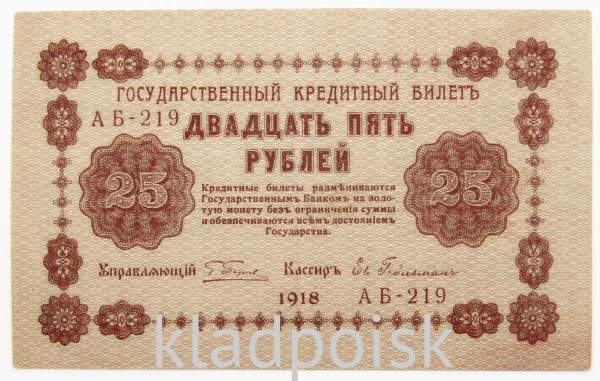 ГОСУДАРСТВЕННЫЙ КРЕДИТНЫЙ БИЛЕТЪ
АБ-219 ДВАДЦАТЬ ПЯТЬ
РУБЛЕЙ
25 25
Кредитные билеты размѣниваются
Государственнымъ Банкомъ на золо-
тую монету безъ ограниченія суммы
и обезпечиваются всѣмъ достояніемъ
Государства.
Управляющій Кассиръ
1918 АБ-219
kladpoisk